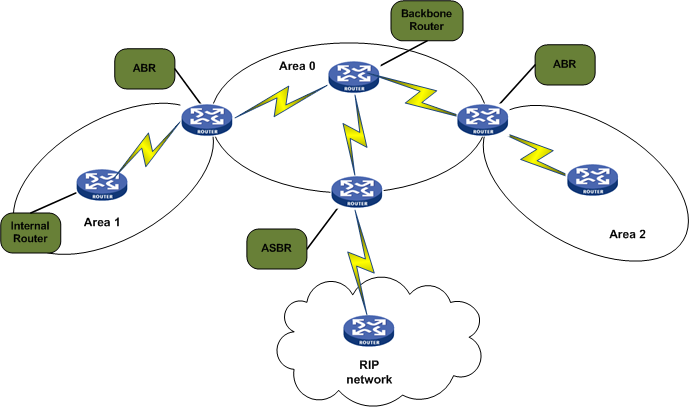 Backbone
Router
ABR
Area 0
ABR
ROUTER
ROUTER
ROUTER
ROUTER
ROUTER
ROUTER
Internal
Router
Area 1
ASBR
Area 2
ROUTER
RIP
network